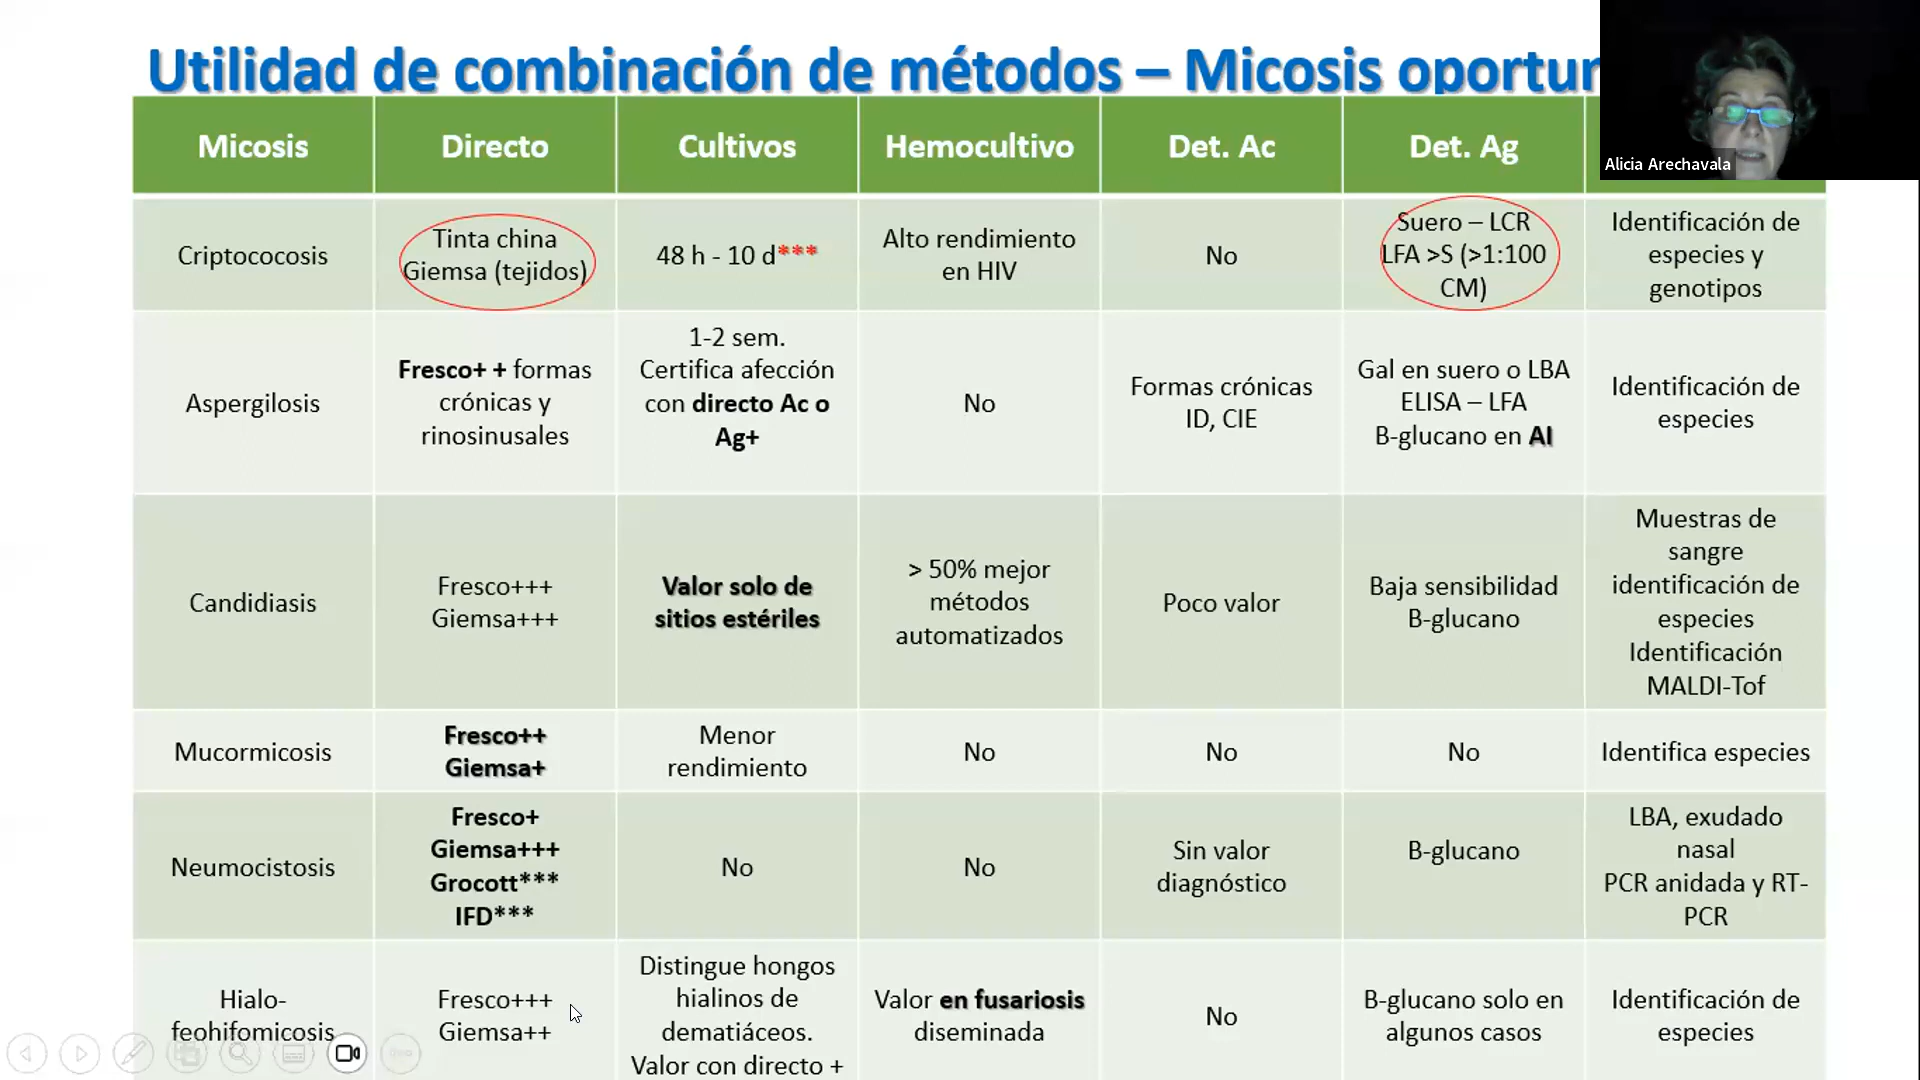 Utilidad de combinación de métodos – Micosis oportun
Alicia Arechavala
Micosis
Directo
Cultivos
Hemocultivo
Det. Ac
Det. Ag
Criptococosis
Tinta china
Giemsa (tejidos)
48 h - 10 d***
Alto rendimiento
en HIV
No
Suero – LCR
LFA >S (>1:100
CM)
Identificación de
especies y
genotipos
Aspergilosis
Fresco+ + formas
crónicas y
rinosinusales
1-2 sem.
Certifica afección
con directo Ac o
Ag+
No
Formas crónicas
ID, CIE
Gal en suero o LBA
ELISA – LFA
B-glucano en AI
Identificación de
especies
Candidiasis
Fresco+++
Giemsa+++
Valor solo de
sitios estériles
> 50% mejor
métodos
automatizados
Poco valor
Baja sensibilidad
B-glucano
Muestras de
sangre
identificación de
especies
Identificación
MALDI-Tof
Mucormicosis
Fresco++
Giemsa+
Menor
rendimiento
No
No
No
Identifica especies
Neumocistosis
Fresco+
Giemsa+++
Grocott***
IFD***
No
No
Sin valor
diagnóstico
B-glucano
LBA, exudado
nasal
PCR anidada y RT-
PCR
Hialo-
feohifomicosis
Fresco+++
Giemsa++
Distingue hongos
hialinos de
dematiáceos.
Valor con directo +
Valor en fusariosis
diseminada
No
B-glucano solo en
algunos casos
Identificación de
especies